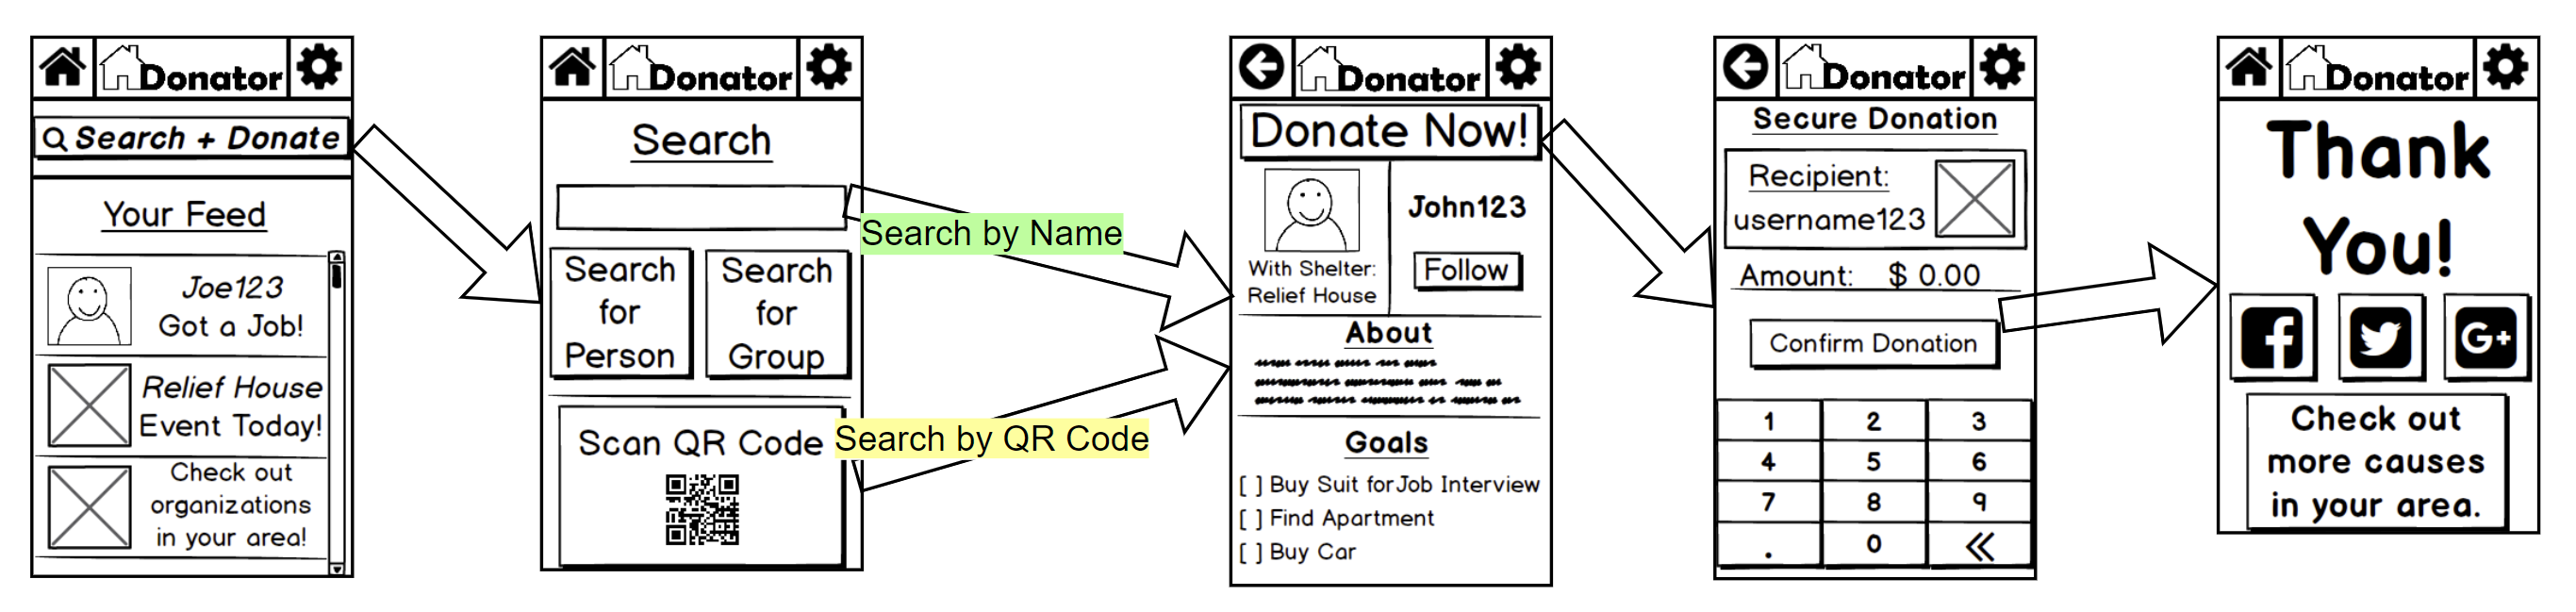 Donator
Search + Donate
Your Feed
Joe123
Got a Job!
Relief House
Event Today!
Check out
organizations
in your area!
Donator
Search
Search
for
Person
Search
for
Group
Scan QR Code
Search by Name
Search by QR Code
Donator
Donate Now!
John123
With Shelter:
Relief House
Follow
About
Goals
[ ] Buy Suit forJob Interview
[ ] Find Apartment
[ ] Buy Car
Donator
Secure Donation
Recipient:
username123
Amount: $ 0.00
Confirm Donation
1 2 3
4 5 6
7 8 9
. 0
Donator
Thank
You!
f G+
Check out
more causes
in your area.